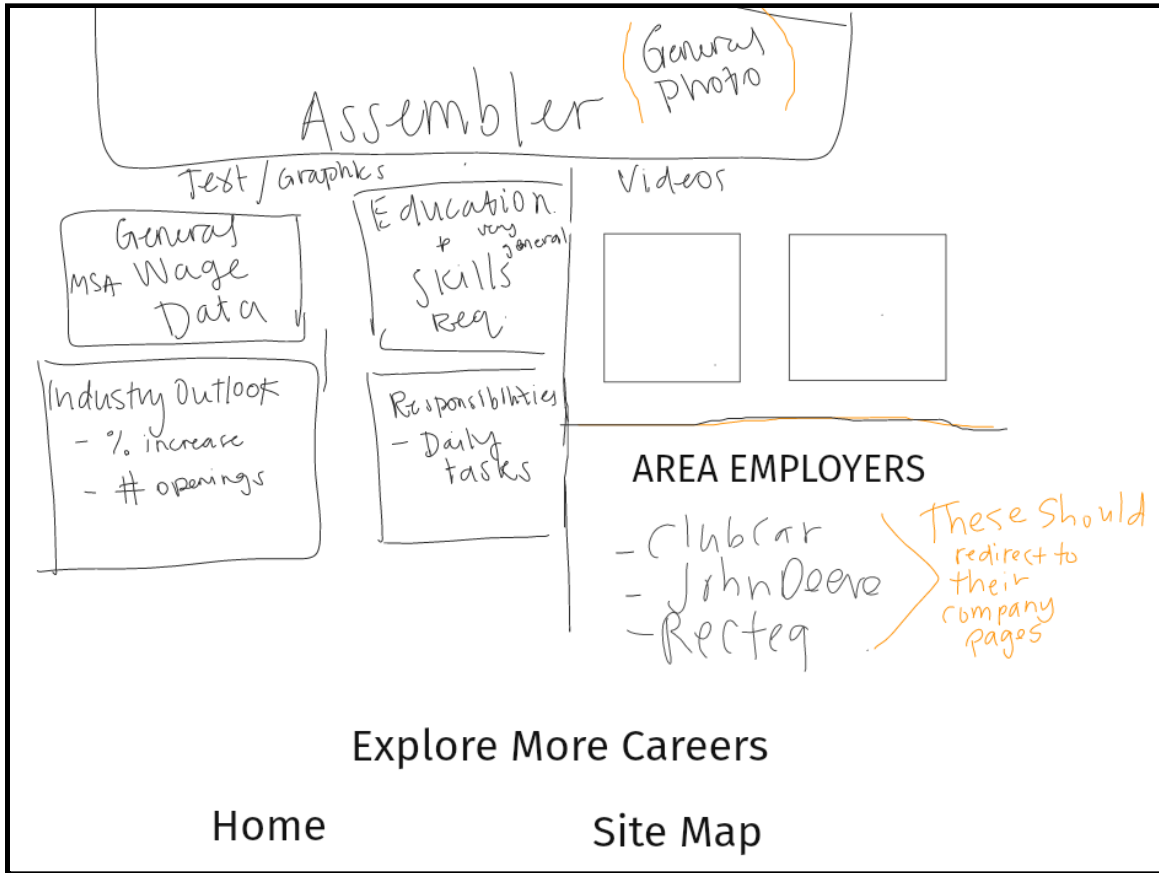 General
Photo
Assembler
Text/Graphics
Videos
General
MSA Wage
Data
Education
+ very general
Skills
Req.
Industry Outlook
- % increase
- # openings
Responsibilities
- Daily
tasks
AREA EMPLOYERS
- ClubCar
- John Deere
- Recteq
These should
redirect to
their
company
pages
Explore More Careers
Home
Site Map